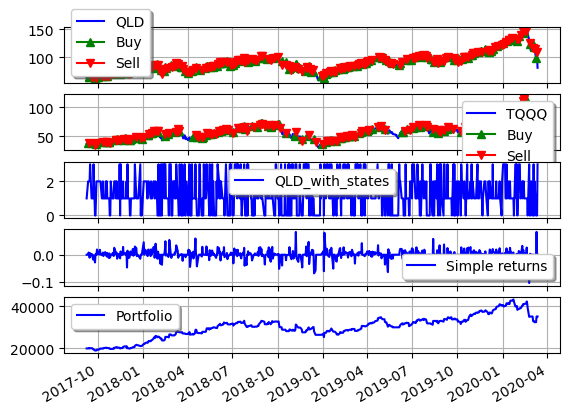 150
100
QLD
Buy
Sell
100
50
TQQQ
Buy
Sell
2
0
QLD_with_states
0.0
−0.1
Simple returns
40000
20000
Portfolio
2017-10
2018-01
2018-04
2018-07
2018-10
2019-01
2019-04
2019-07
2019-10
2020-01
2020-04